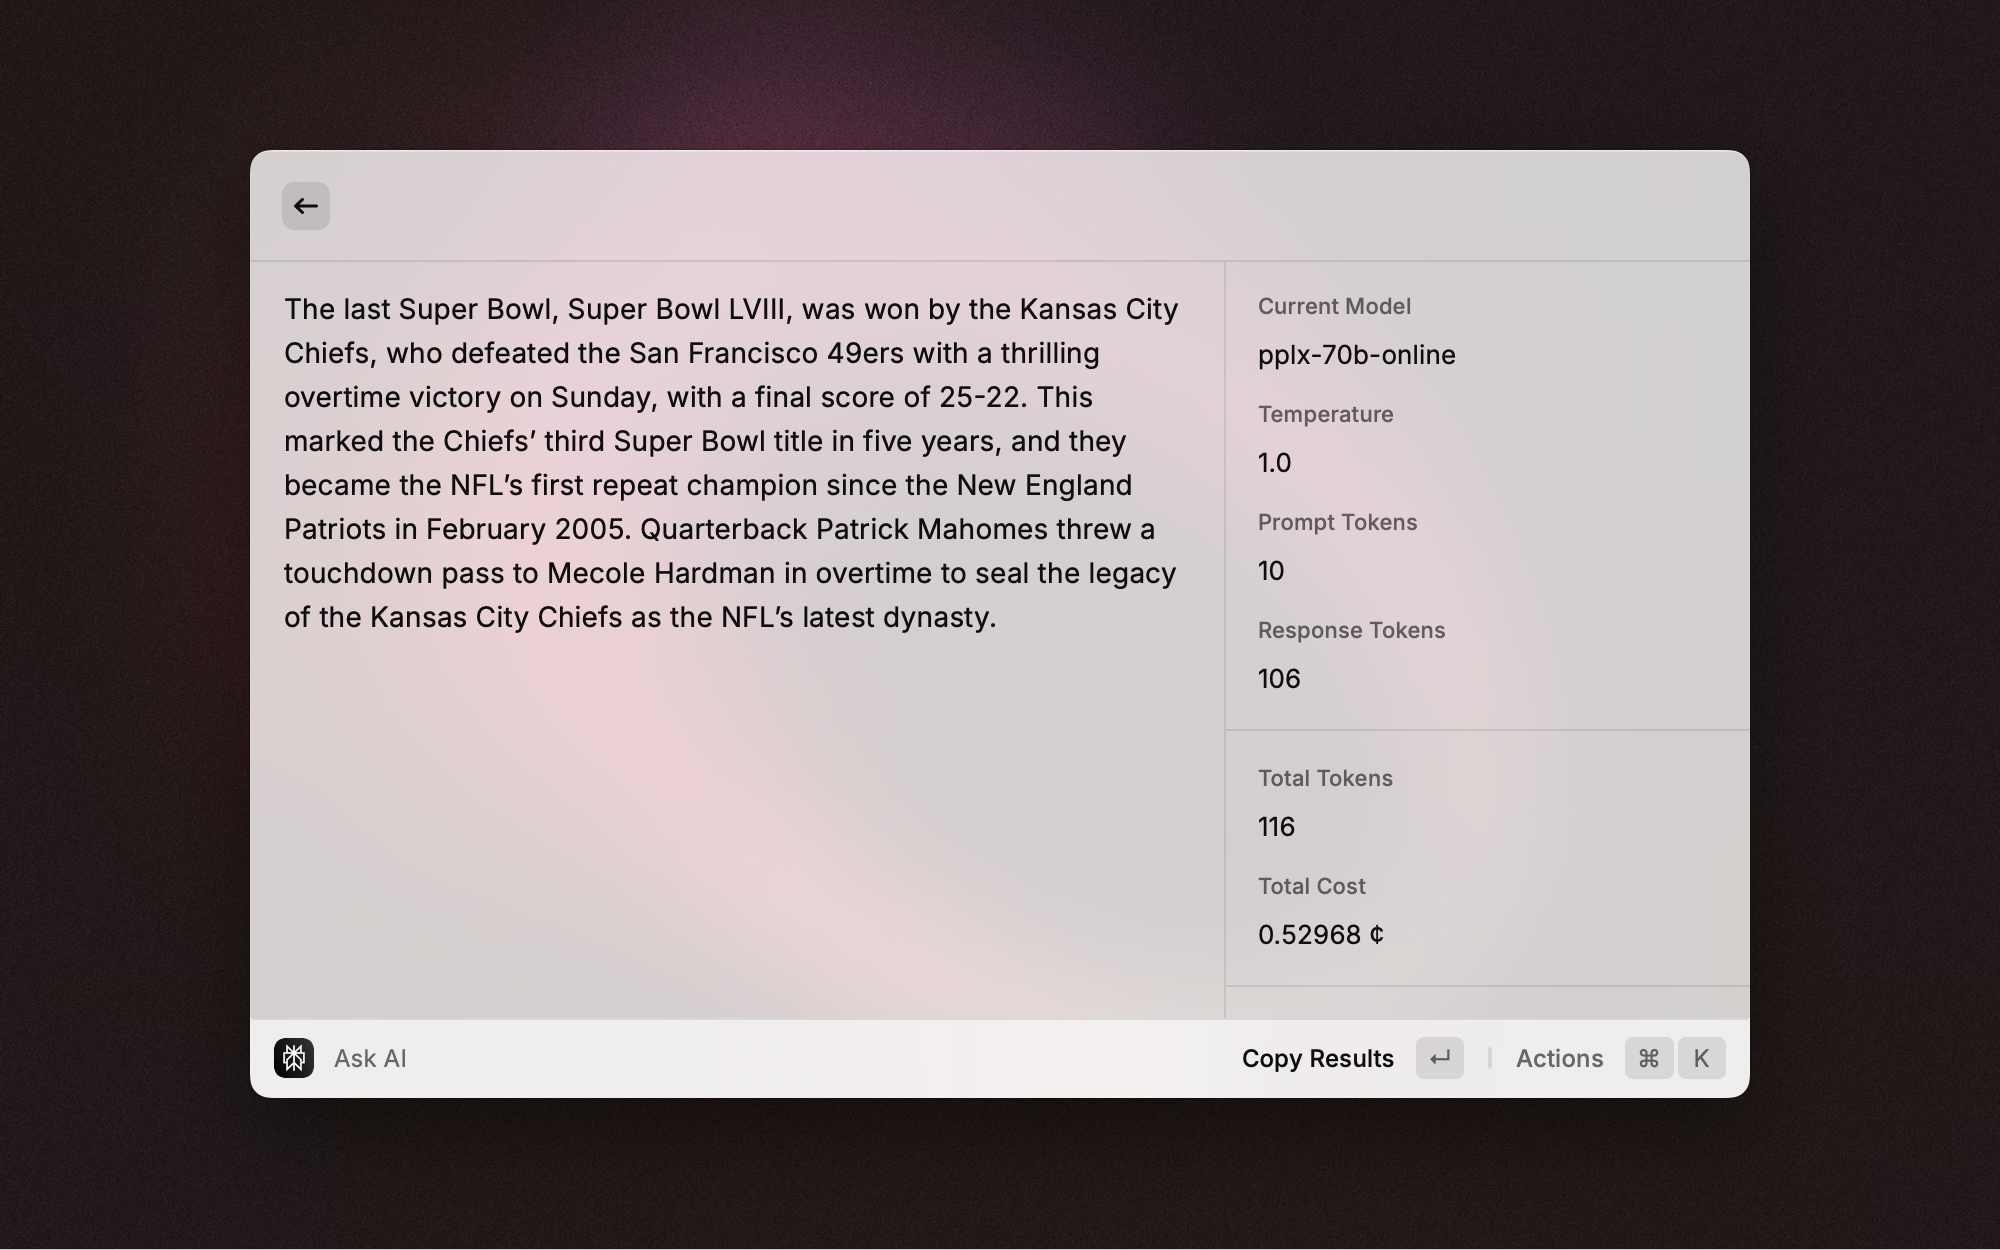 The last Super Bowl, Super Bowl LVIII, was won by the Kansas City
Chiefs, who defeated the San Francisco 49ers with a thrilling
overtime victory on Sunday, with a final score of 25-22. This
marked the Chiefs’ third Super Bowl title in five years, and they
became the NFL’s first repeat champion since the New England
Patriots in February 2005. Quarterback Patrick Mahomes threw a
touchdown pass to Mecole Hardman in overtime to seal the legacy
of the Kansas City Chiefs as the NFL’s latest dynasty.
Current Model
pplx-70b-online
Temperature
1.0
Prompt Tokens
10
Response Tokens
106
Total Tokens
116
Total Cost
0.52968 ¢
Ask AI
Copy Results
Actions ⌘ K